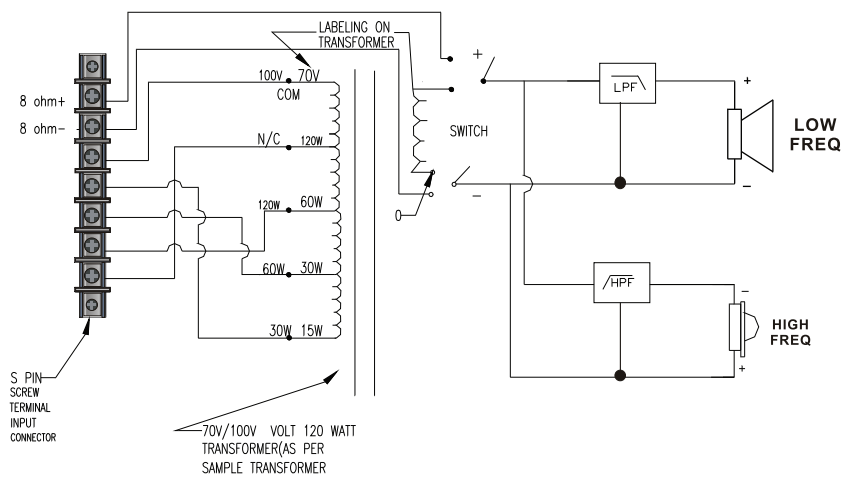 LABELING ON
TRANSFORMER
+
100V 70V
COM
8 ohm+
8 ohm-
LPF
+
LOW
FREQ
SWITCH
N/C 120W
120W 60W
−
−
0
60W 30W
HPF
−
HIGH
FREQ
30W 15W
+
S PIN
SCREW
TERMINAL
INPUT
CONNECTOR
70V/100V VOLT 120 WATT
TRANSFORMER(AS PER
SAMPLE TRANSFORMER